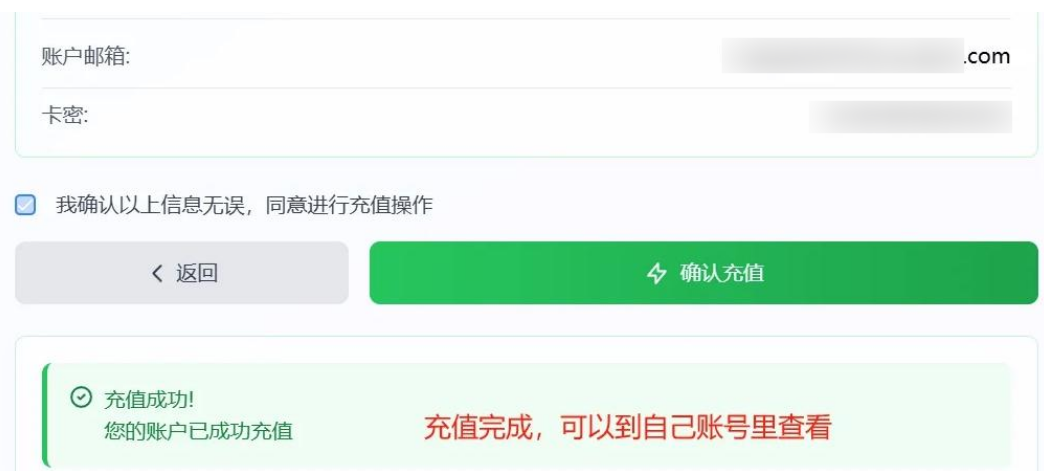 账户邮箱:
.com
卡密:
我确认以上信息无误，同意进行充值操作
返回
确认充值
充值成功!
您的账户已成功充值
充值完成，可以到自己账号里查看